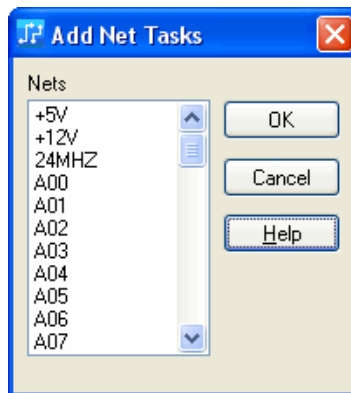 Add Net Tasks
Nets
+5V
+12V
24MHZ
A00
A01
A02
A03
A04
A05
A06
A07
OK
Cancel
Help